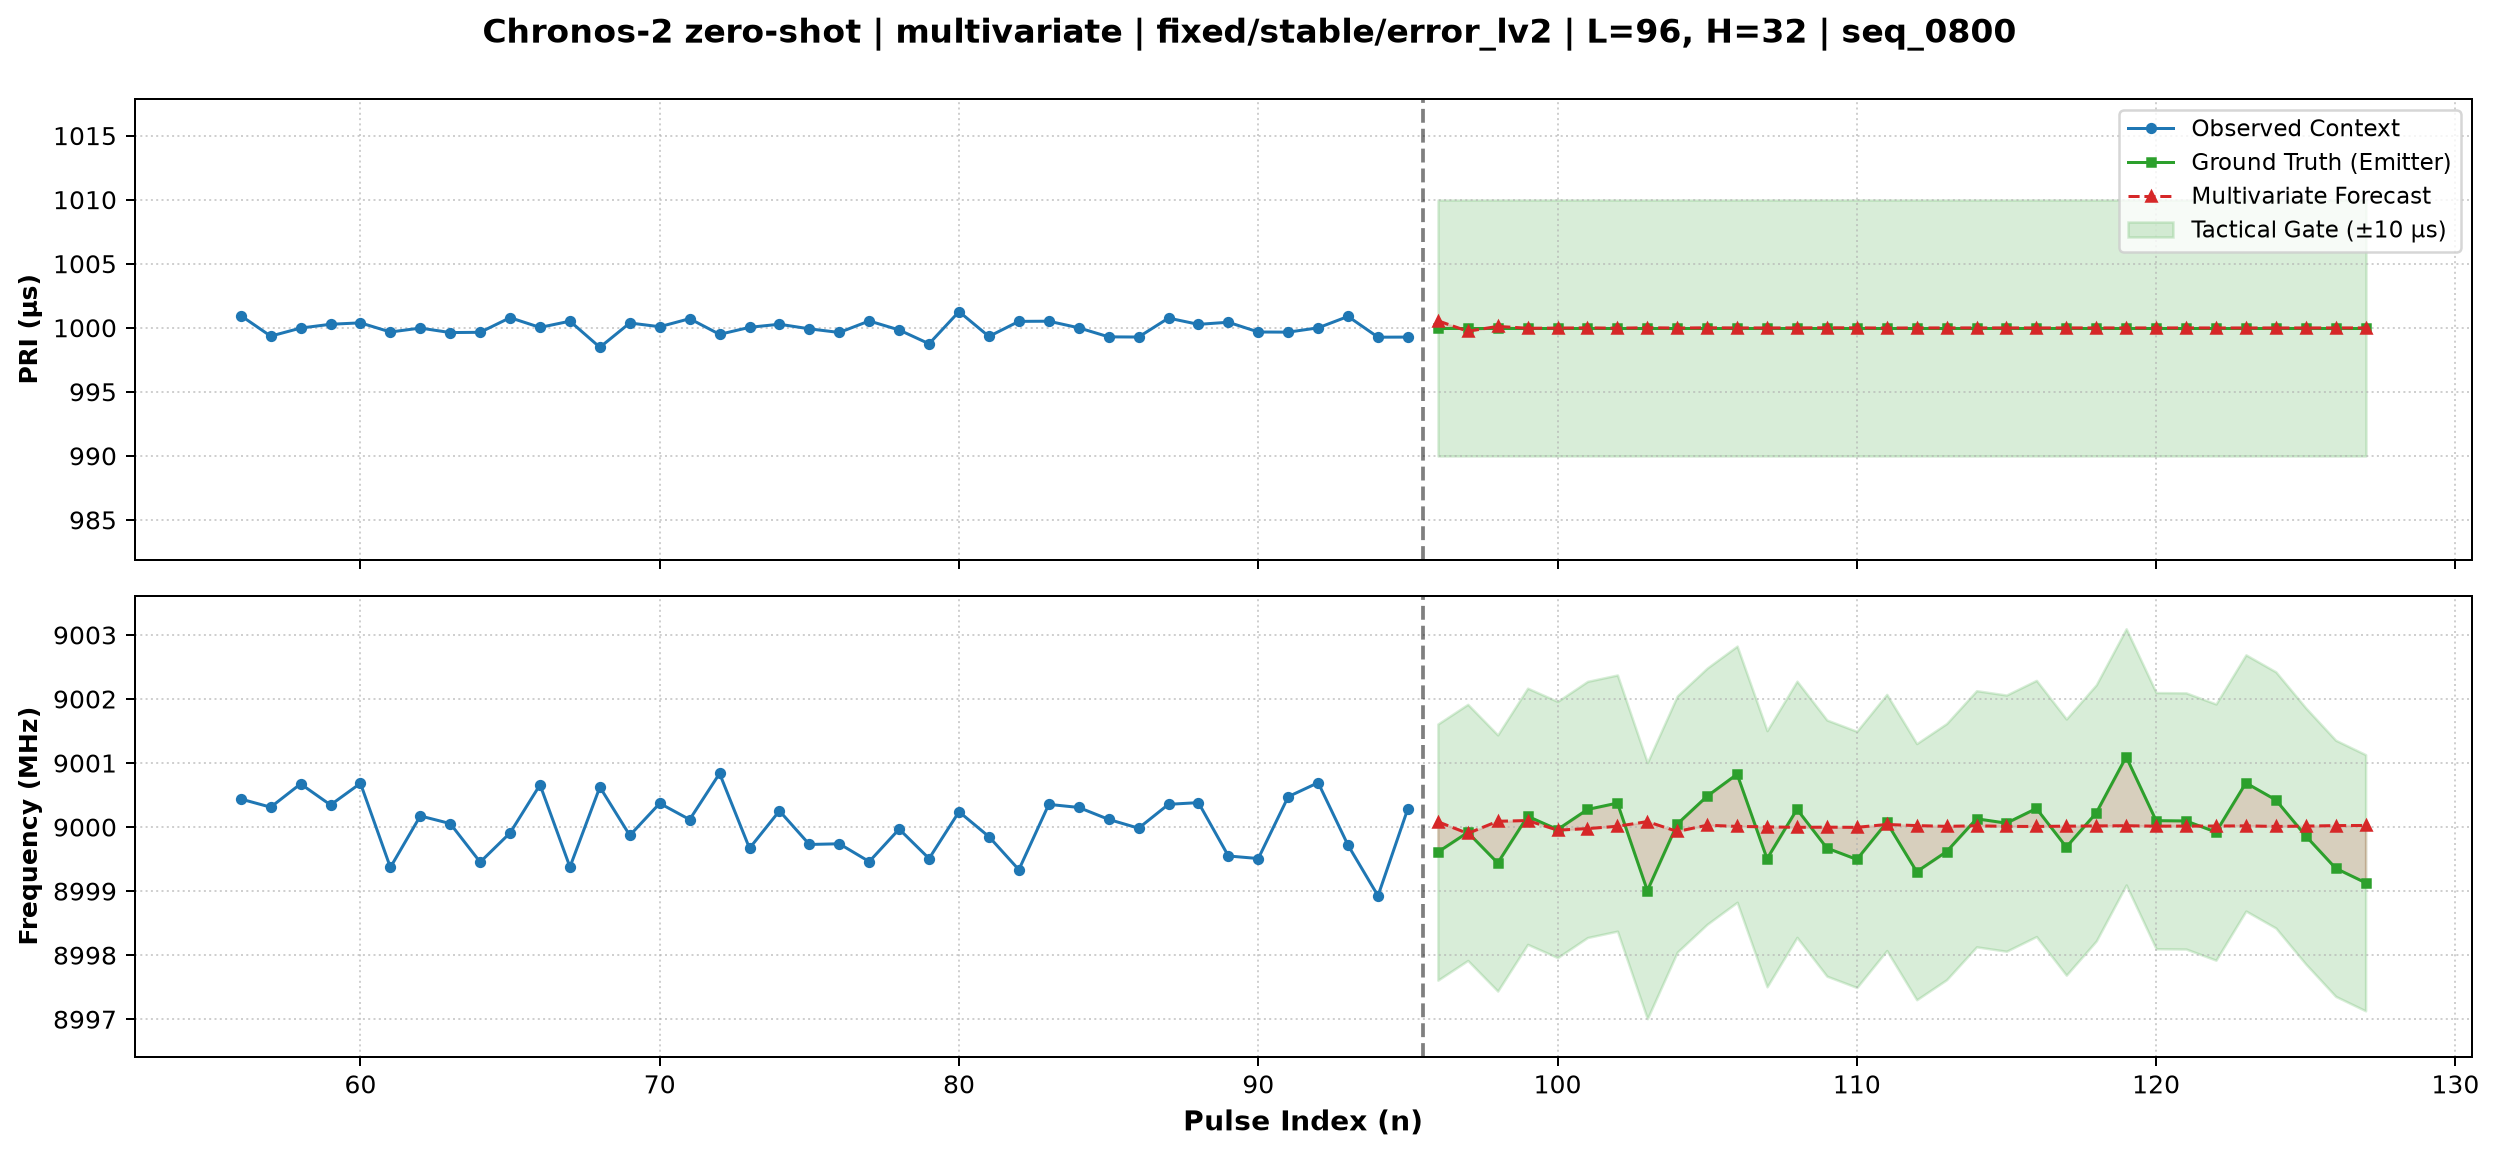 Chronos-2 zero-shot | multivariate | fixed/stable/error_lv2 | L=96, H=32 | seq_0800
Observed Context
Ground Truth (Emitter)
Multivariate Forecast
Tactical Gate (±10 μs)
PRI (μs)
1015
1010
1005
1000
995
990
985
Frequency (MHz)
9003
9002
9001
9000
8999
8998
8997
60 70 80 90 100 110 120 130
Pulse Index (n)